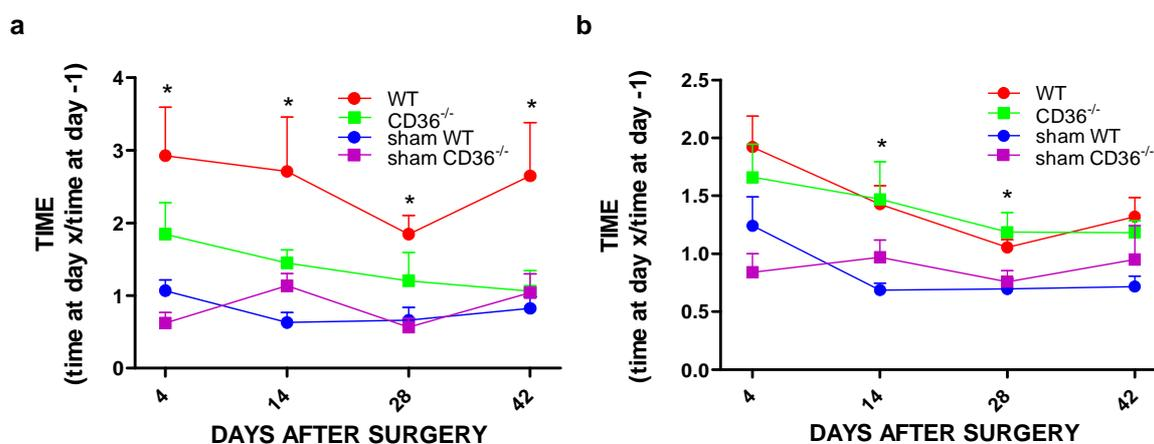 a
TIME
(time at day x/time at day -1)
4
3
2
1
0
*
*
*
*
WT
CD36-/-
sham WT
sham CD36-/-
4
14
28
42
DAYS AFTER SURGERY
b
TIME
(time at day x/time at day -1)
2.5
2.0
1.5
1.0
0.5
0.0
*
*
WT
CD36-/-
sham WT
sham CD36-/-
4
14
28
42
DAYS AFTER SURGERY